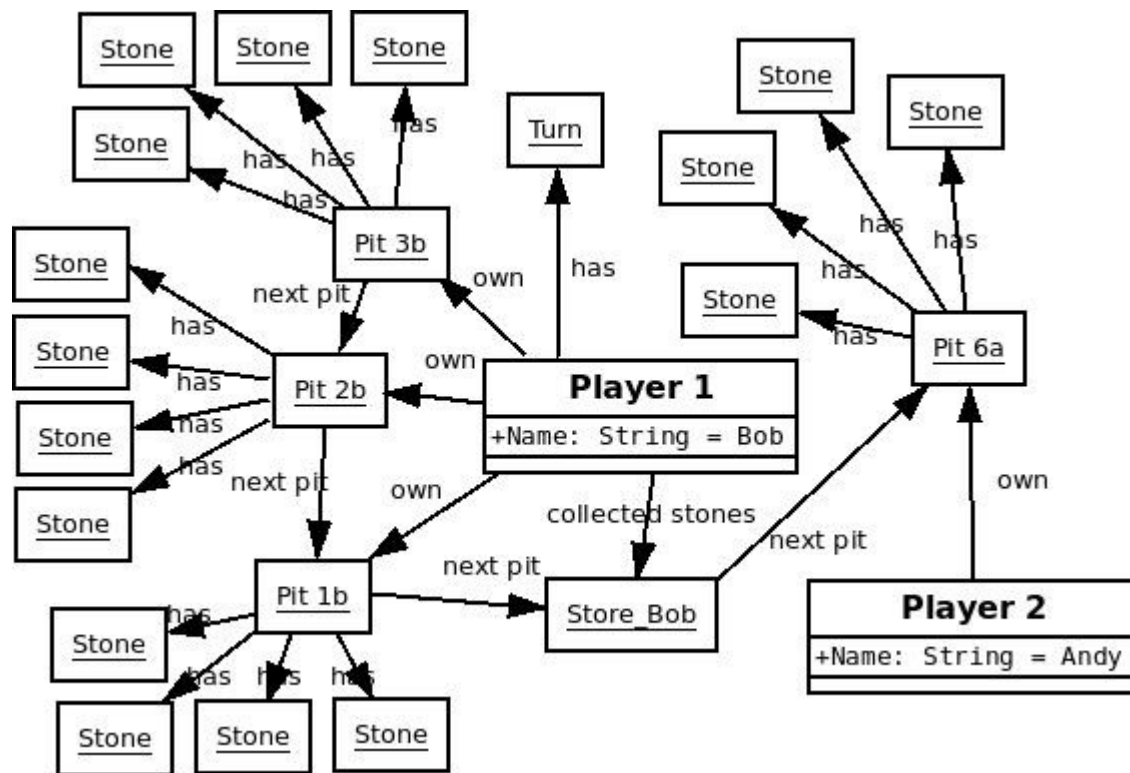 Stone
Stone
Stone
Stone
has
has
has
has
Pit 3b
Turn
has
own
next pit
Stone
Stone
Stone
Stone
has
has
has
has
Pit 2b
own
Player 1
+Name: String = Bob
next pit
own
collected stones
Pit 1b
next pit
Store_Bob
next pit
has
has
has
has
Stone
Stone
Stone
Stone
Stone
Stone
Stone
Stone
has
has
has
has
Pit 6a
own
Player 2
+Name: String = Andy